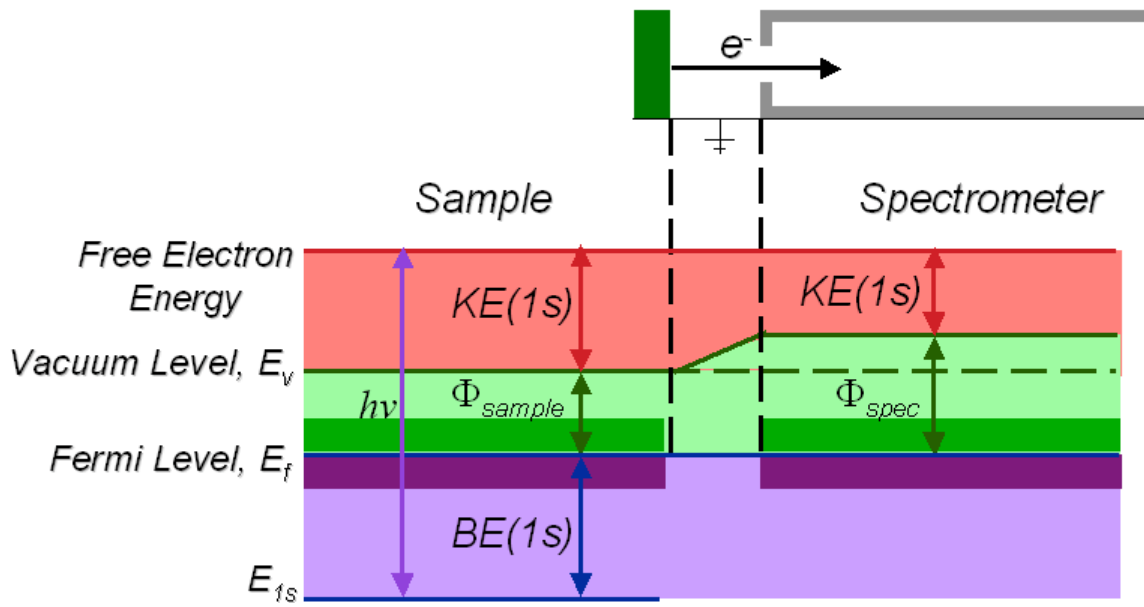 e-
Sample
Spectrometer
Free Electron
Energy
KE(1s)
KE(1s)
Vacuum Level, Ev
hν
Φsample
Φspec
Fermi Level, Ef
BE(1s)
E1s